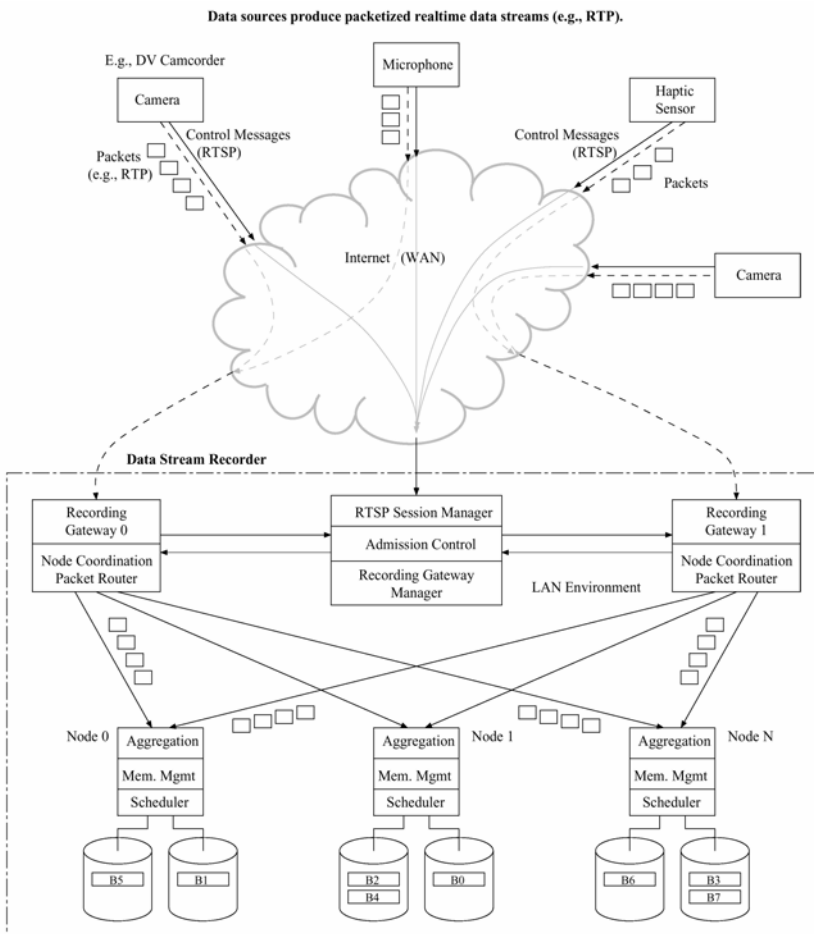 Data sources produce packetized realtime data streams (e.g., RTP).
E.g., DV Camcorder
Camera
Microphone
Haptic
Sensor
Control Messages
(RTSP)
Packets
(e.g., RTP)
Control Messages
(RTSP)
Packets
Internet (WAN)
Camera
Data Stream Recorder
Recording
Gateway 0
Node Coordination
Packet Router
RTSP Session Manager
Admission Control
Recording Gateway
Manager
Recording
Gateway 1
Node Coordination
Packet Router
LAN Environment
Node 0
Aggregation
Mem. Mgmt
Scheduler
Node 1
Aggregation
Mem. Mgmt
Scheduler
Node N
Aggregation
Mem. Mgmt
Scheduler
B5
B1
B2
B4
B0
B6
B3
B7